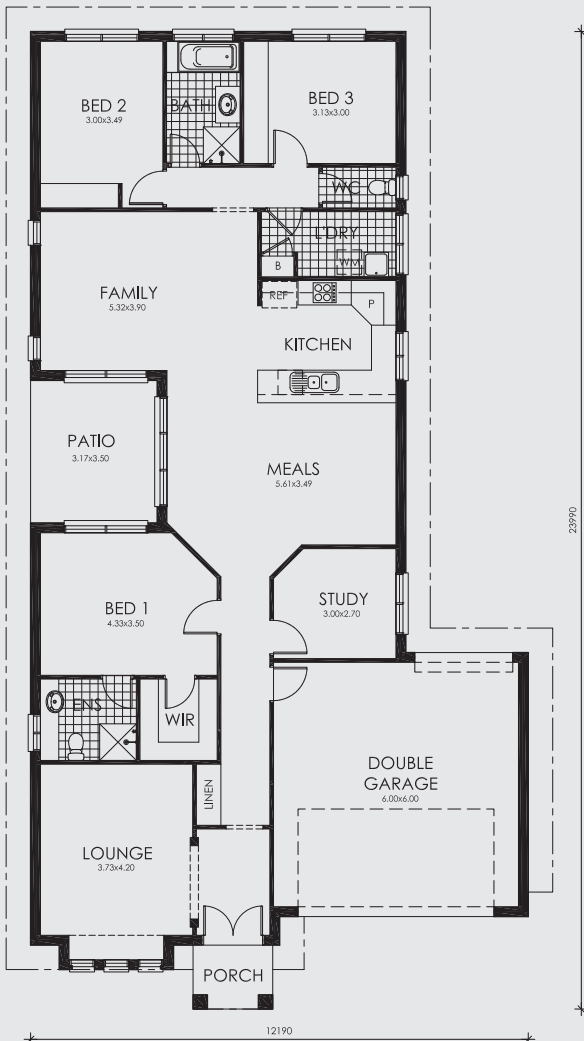 BED 2
3.00x3.49
BATH
BED 3
3.13x3.00
WC
L'DRY
B
WM
FAMILY
5.32x3.90
REF
P
KITCHEN
PATIO
3.17x3.50
MEALS
5.61x3.49
23990
BED 1
4.33x3.50
STUDY
3.00x2.70
ENS
WIR
LINEN
DOUBLE
GARAGE
6.00x6.00
LOUNGE
3.73x4.20
PORCH
12190